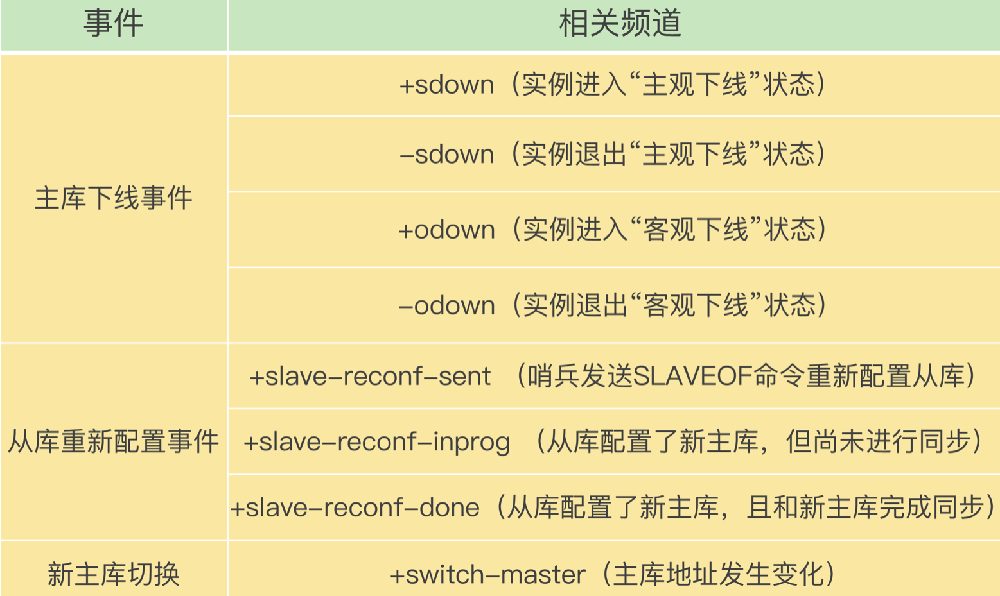 事件
相关频道
主库下线事件
+sdown（实例进入“主观下线”状态）
–sdown（实例退出“主观下线”状态）
+odown（实例进入“客观下线”状态）
–odown（实例退出“客观下线”状态）
从库重新配置事件
+slave–reconf–sent （哨兵发送SLAVEOF命令重新配置从库）
+slave–reconf–inprog （从库配置了新主库，但尚未进行同步）
+slave–reconf–done（从库配置了新主库，且和新主库完成同步）
新主库切换
+switch–master（主库地址发生变化）